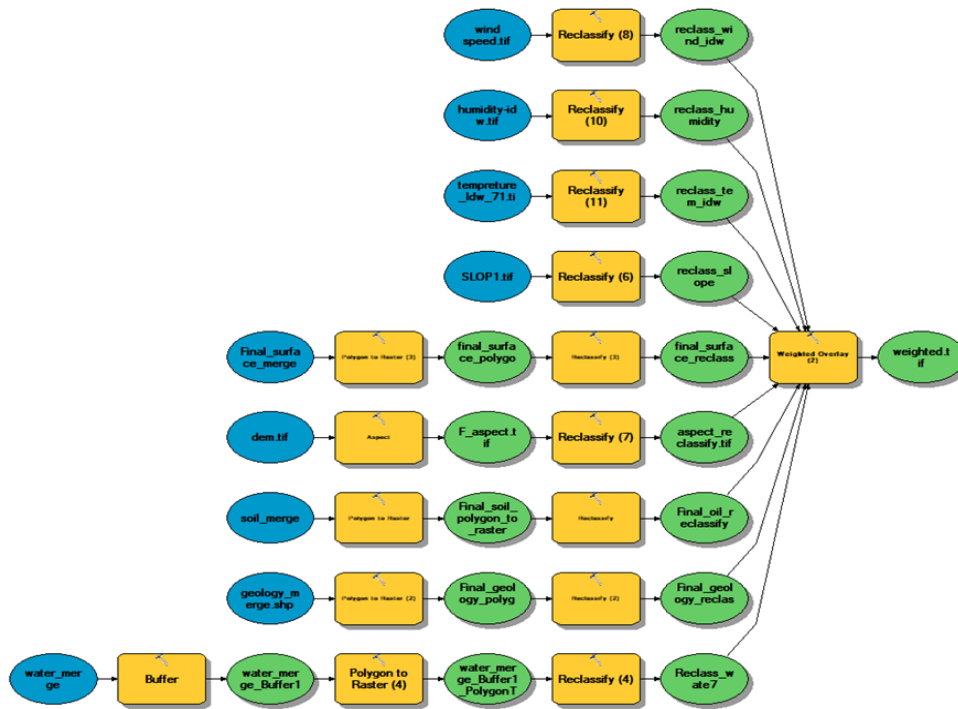 wind
speed.tif
Reclassify (8)
reclass_wi
nd_idw
humidity-id
w.tif
Reclassify
(10)
reclass_hu
midity
tempreture
_Idw_71.ti
Reclassify
(11)
reclass_te
m_idw
SLOP1.tif
Reclassify (6)
reclass_sl
ope
Final_surfa
ce_merge
Polygon to Raster (3)
final_surfa
ce_polygo
Reclassify (3)
final_surfa
ce_reclass
Weighted Overlay
(2)
weighted.t
if
dem.tif
Aspect
F_aspect.t
if
Reclassify (7)
aspect_re
classify.tif
soil_merge
Polygon to Raster
Final_soil_
polygon_to
_raster
Reclassify
Final_oil_r
eclassify
geology_m
erge.shp
Polygon to Raster (2)
Final_geol
ogy_polyg
Reclassify (2)
Final_geol
ogy_reclas
water_mer
ge
Buffer
water_mer
ge_Buffer1
Polygon to
Raster (4)
water_mer
ge_Buffer1
_PolygonT
Reclassify (4)
Reclass_w
ate7